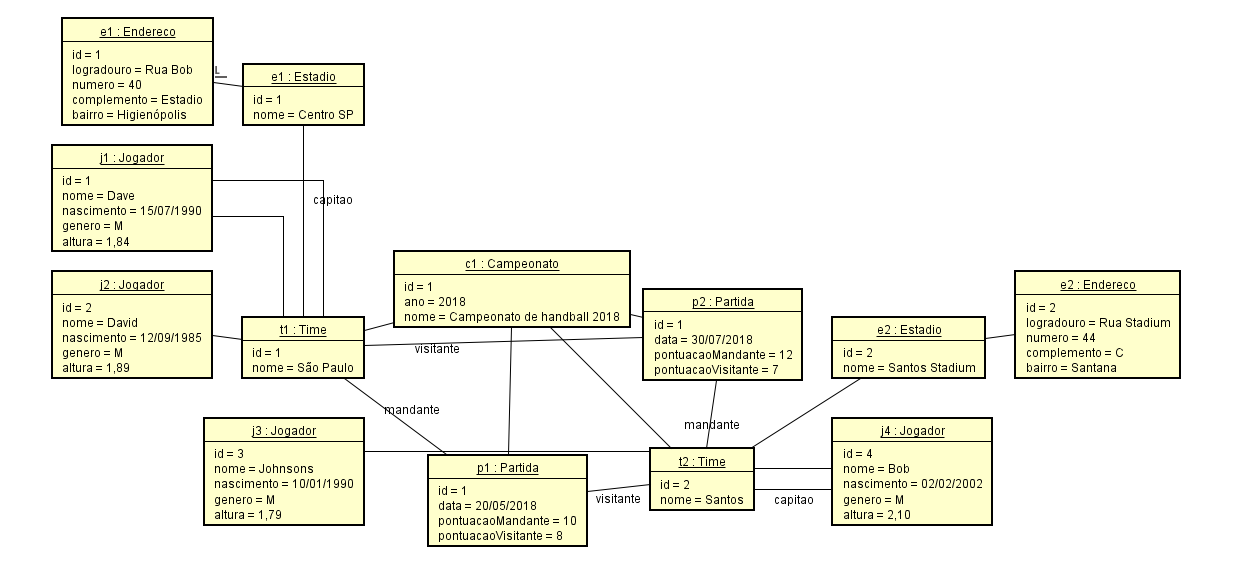 e1 : Endereco
id = 1
logradouro = Rua Bob
numero = 40
complemento = Estadio
bairro = Higienópolis
L
e1 : Estadio
id = 1
nome = Centro SP
j1 : Jogador
id = 1
nome = Dave
nascimento = 15/07/1990
genero = M
altura = 1,84
capitao
j2 : Jogador
id = 2
nome = David
nascimento = 12/09/1985
genero = M
altura = 1,89
t1 : Time
id = 1
nome = São Paulo
c1 : Campeonato
id = 1
ano = 2018
nome = Campeonato de handball 2018
visitante
p2 : Partida
id = 1
data = 30/07/2018
pontuacaoMandante = 12
pontuacaoVisitante = 7
e2 : Estadio
id = 2
nome = Santos Stadium
e2 : Endereco
id = 2
logradouro = Rua Stadium
numero = 44
complemento = C
bairro = Santana
mandante
mandante
j3 : Jogador
id = 3
nome = Johnsons
nascimento = 10/01/1990
genero = M
altura = 1,79
p1 : Partida
id = 1
data = 20/05/2018
pontuacaoMandante = 10
pontuacaoVisitante = 8
visitante
t2 : Time
id = 2
nome = Santos
capitao
j4 : Jogador
id = 4
nome = Bob
nascimento = 02/02/2002
genero = M
altura = 2,10